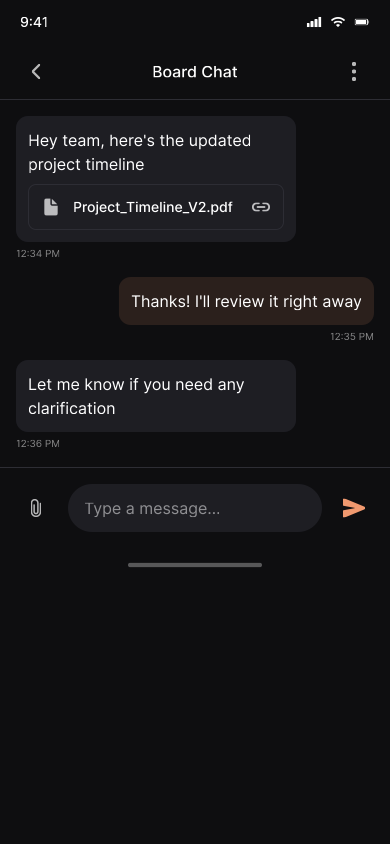 9:41
Board Chat
Hey team, here's the updated
project timeline
Project_Timeline_V2.pdf
12:34 PM
Thanks! I'll review it right away
12:35 PM
Let me know if you need any
clarification
12:36 PM
Type a message...